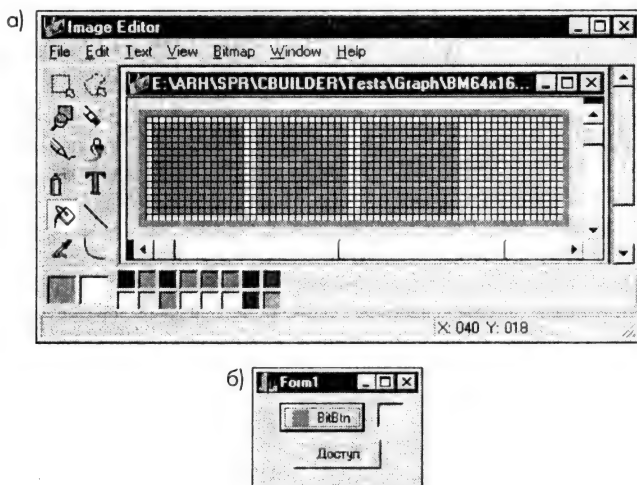 а)
Image Editor
File Edit Text View Bitmap Window Help
E:\ARH\SPR\CBUILDER\Tests\Graph\BM64x16...
T
X: 040 Y: 018
б)
Form1
BitBtn
Доступ